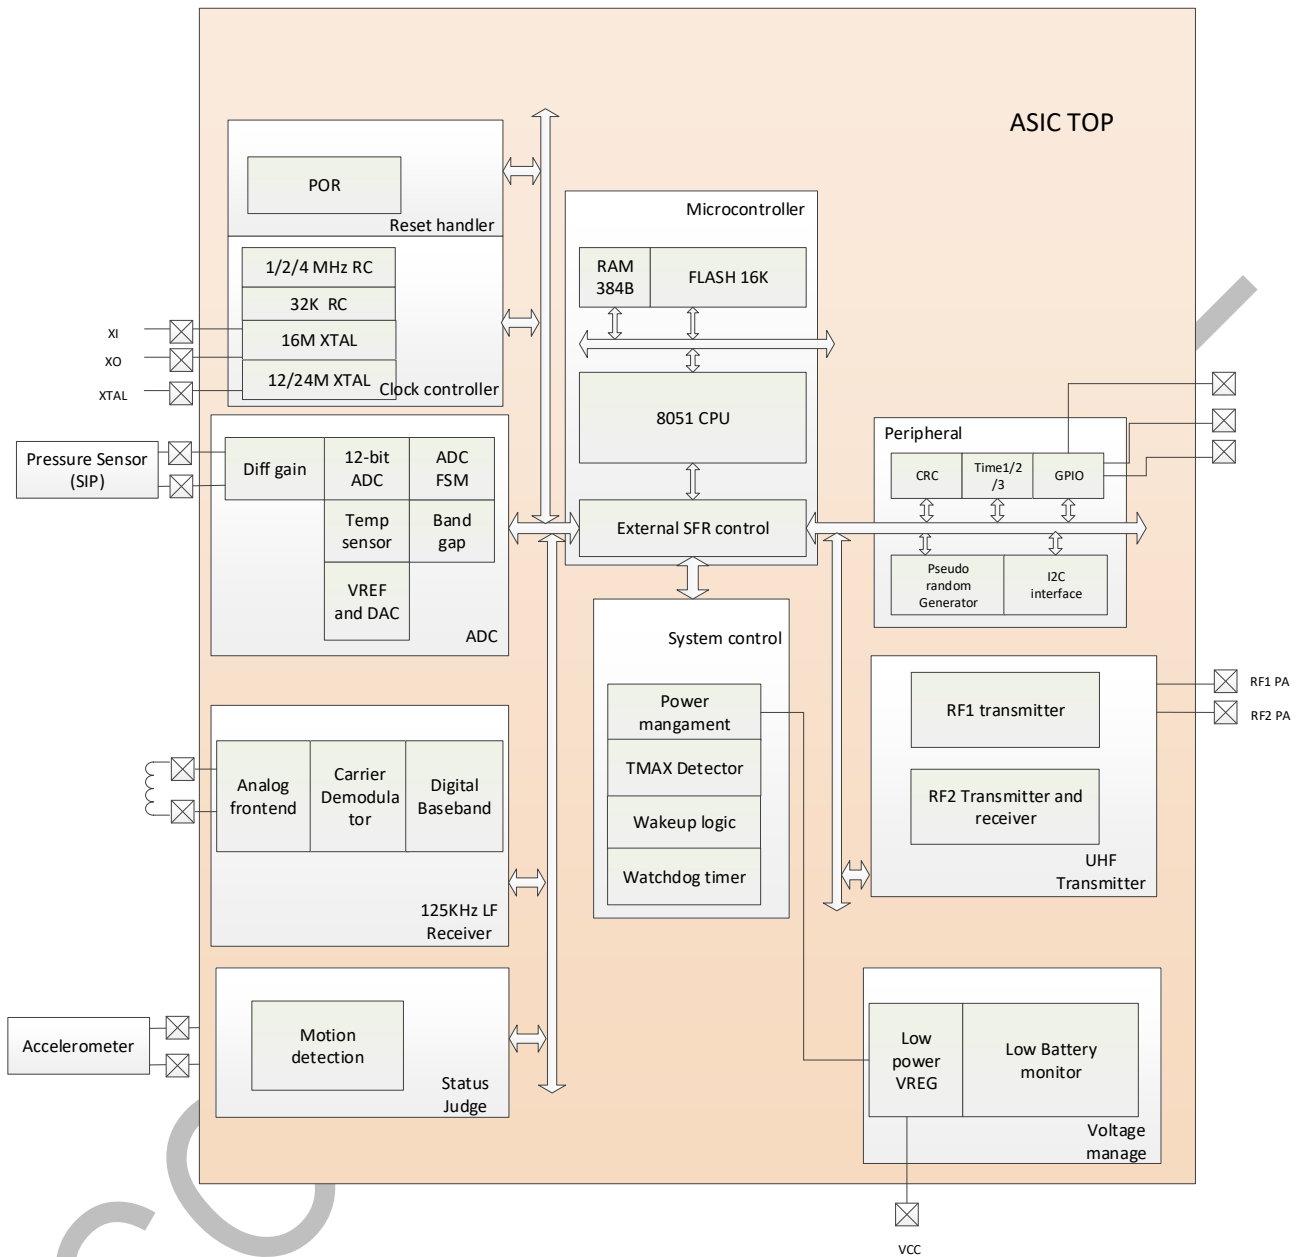 ASIC TOP
POR
Reset handler
1/2/4 MHz RC
32K RC
16M XTAL
12/24M XTAL
Clock controller
XI
XO
XTAL
Microcontroller
RAM
384B
FLASH 16K
8051 CPU
External SFR control
Pressure Sensor
(SIP)
Diff gain
12-bit
ADC
ADC
FSM
Temp
sensor
Band
gap
VREF
and DAC
ADC
Peripheral
CRC
Time1/2
/3
GPIO
Pseudo
random
Generator
I2C
interface
System control
Power
mangament
TMAX Detector
Wakeup logic
Watchdog timer
RF1 transmitter
RF2 Transmitter and
receiver
UHF
Transmitter
RF1 PA
RF2 PA
Analog
frontend
Carrier
Demodula
tor
Digital
Baseband
125KHz LF
Receiver
Accelerometer
Motion
detection
Status
Judge
Low
power
VREG
Low Battery
monitor
Voltage
manage
VCC